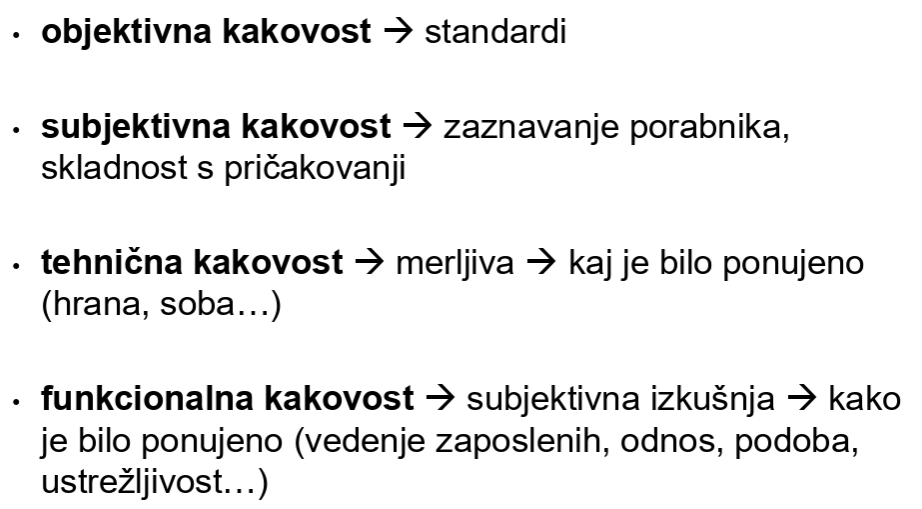 • objektivna kakovost → standardi
• subjektivna kakovost → zaznavanje porabnika,
skladnost s pričakovanji
• tehnična kakovost → merljiva → kaj je bilo ponujeno
(hrana, soba…)
• funkcionalna kakovost → subjektivna izkušnja → kako
je bilo ponujeno (vedenje zaposlenih, odnos, podoba,
ustrežljivost…)